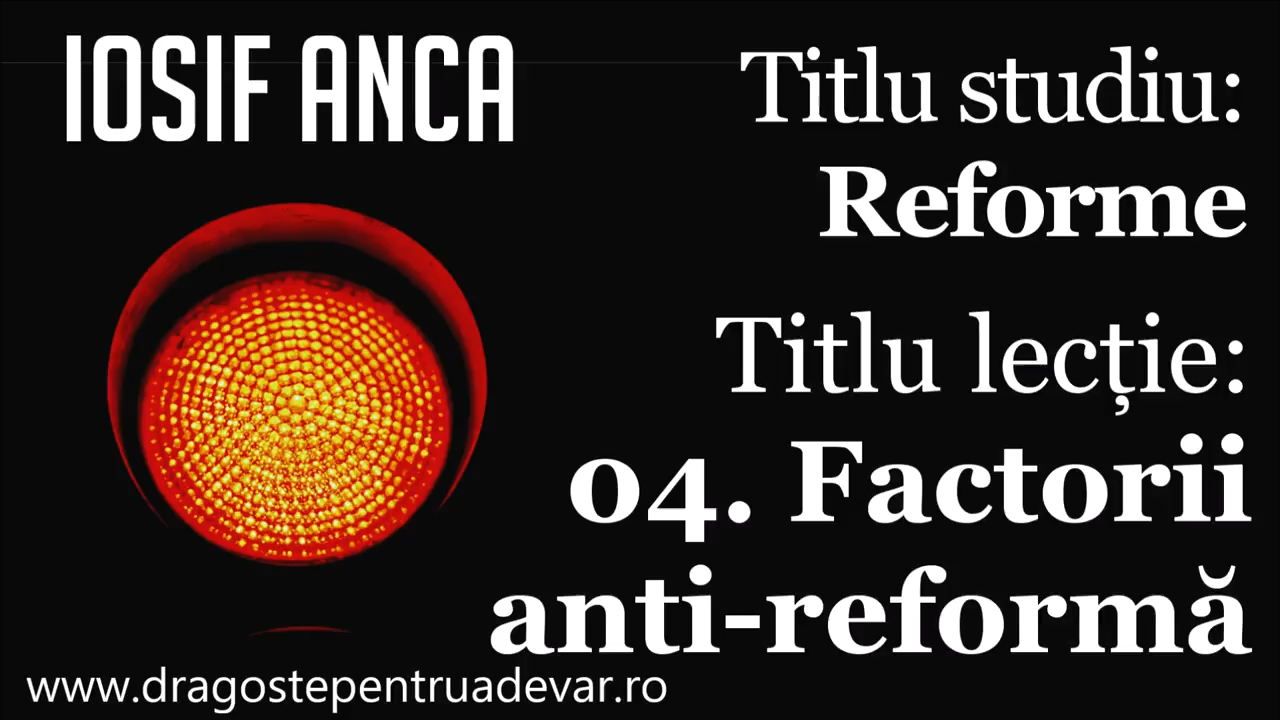 IOSIF ANCA
Titlu studiu:
Reforme
Titlu lecție:
04. Factorii
anti-reformă
www.dragostepentruadevar.ro